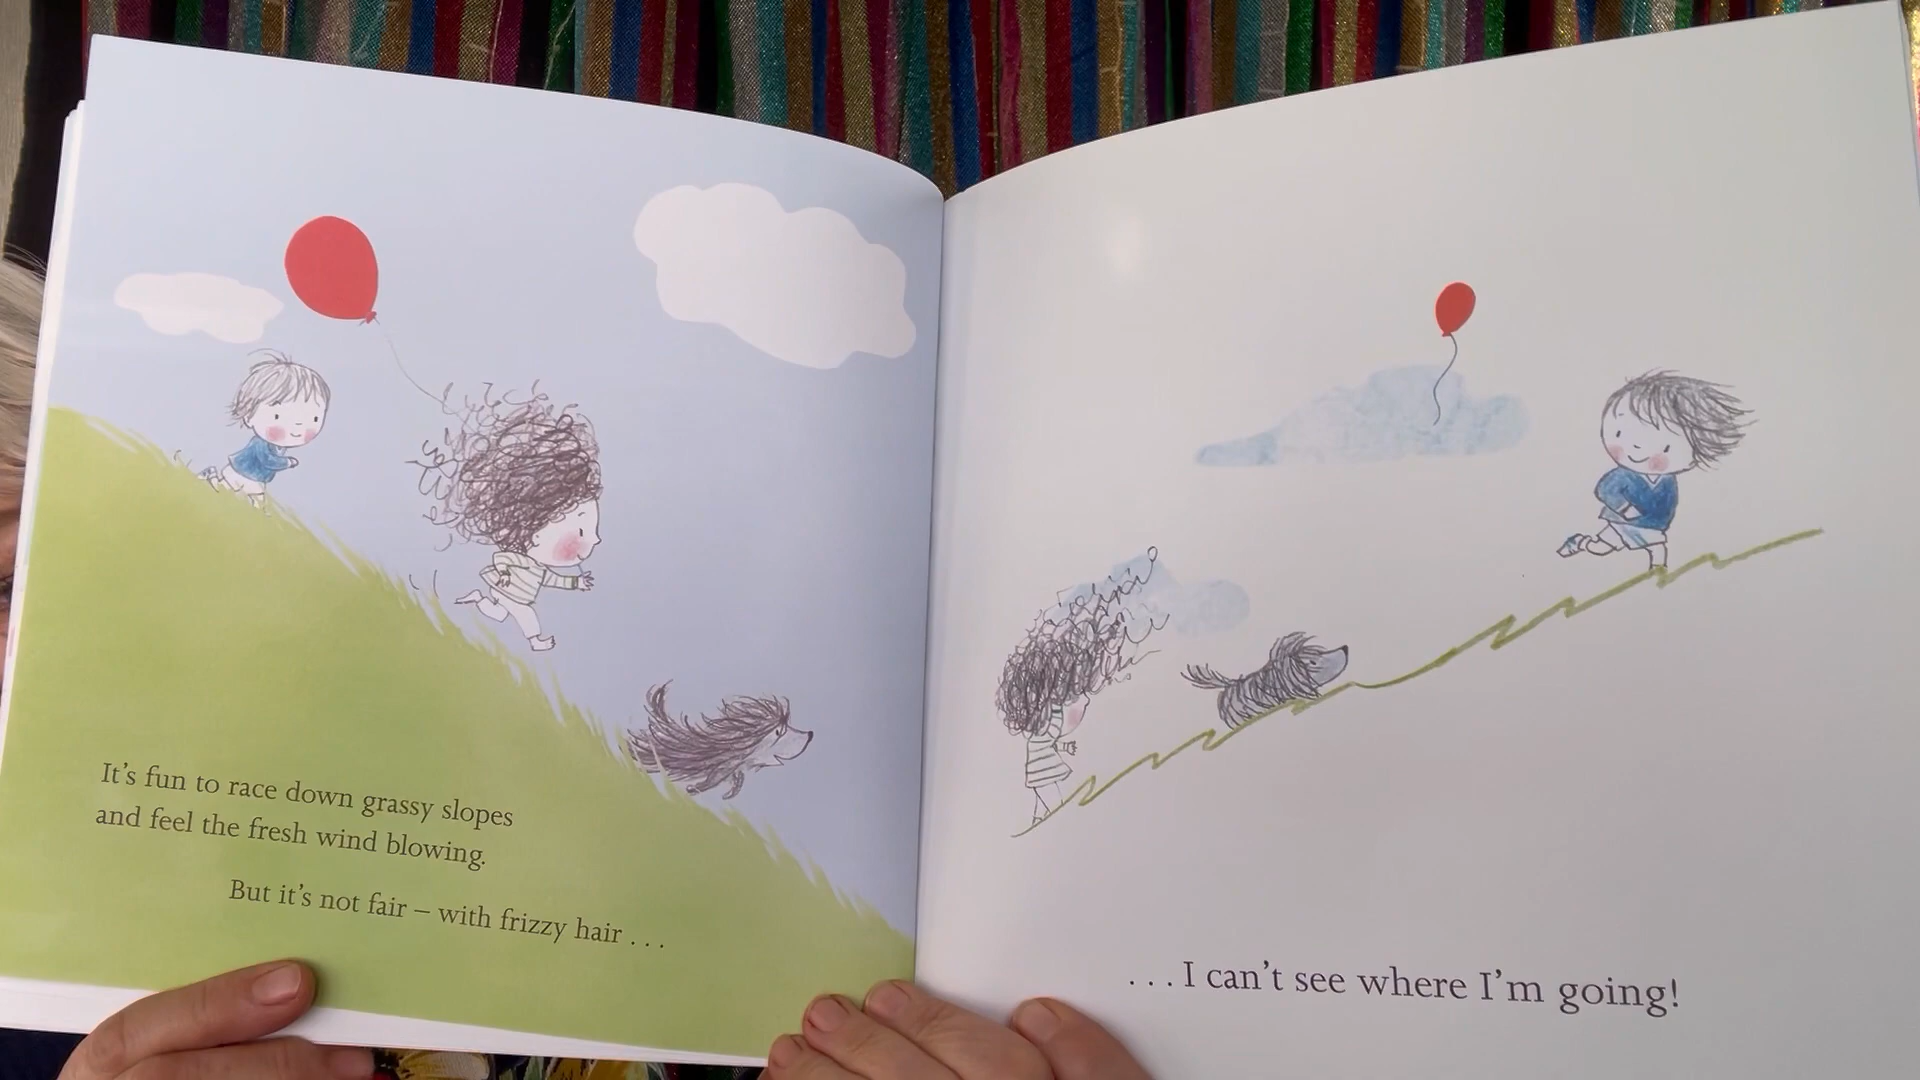 It's fun to race down grassy slopes
and feel the fresh wind blowing.
But it's not fair – with frizzy hair . . .
. . . I can't see where I'm going!